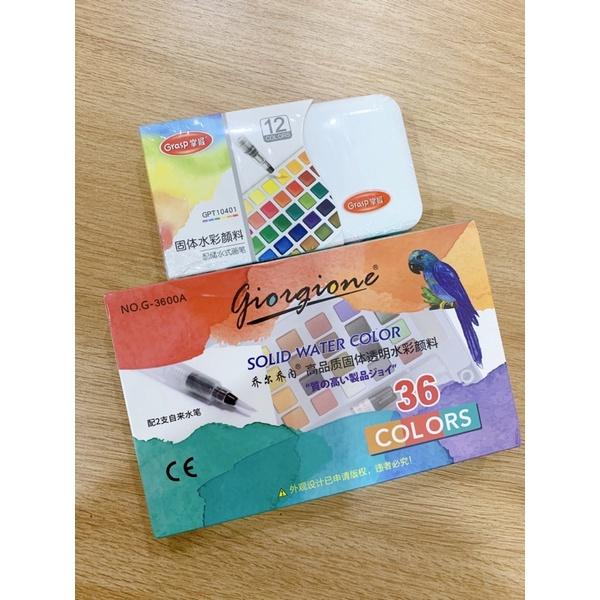 Grasp 掌握
12
COLORS
Grasp 掌握
GPT10401
固体水彩颜料
配储水式画笔
giorgione®
NO.G-3600A
SOLID WATER COLOR
乔尔乔内® 高品质固体透明水彩颜料
"質の高い製品ジョイ"
36
COLORS
配2支自来水笔
CE
外观设计已申请版权，违者必究！